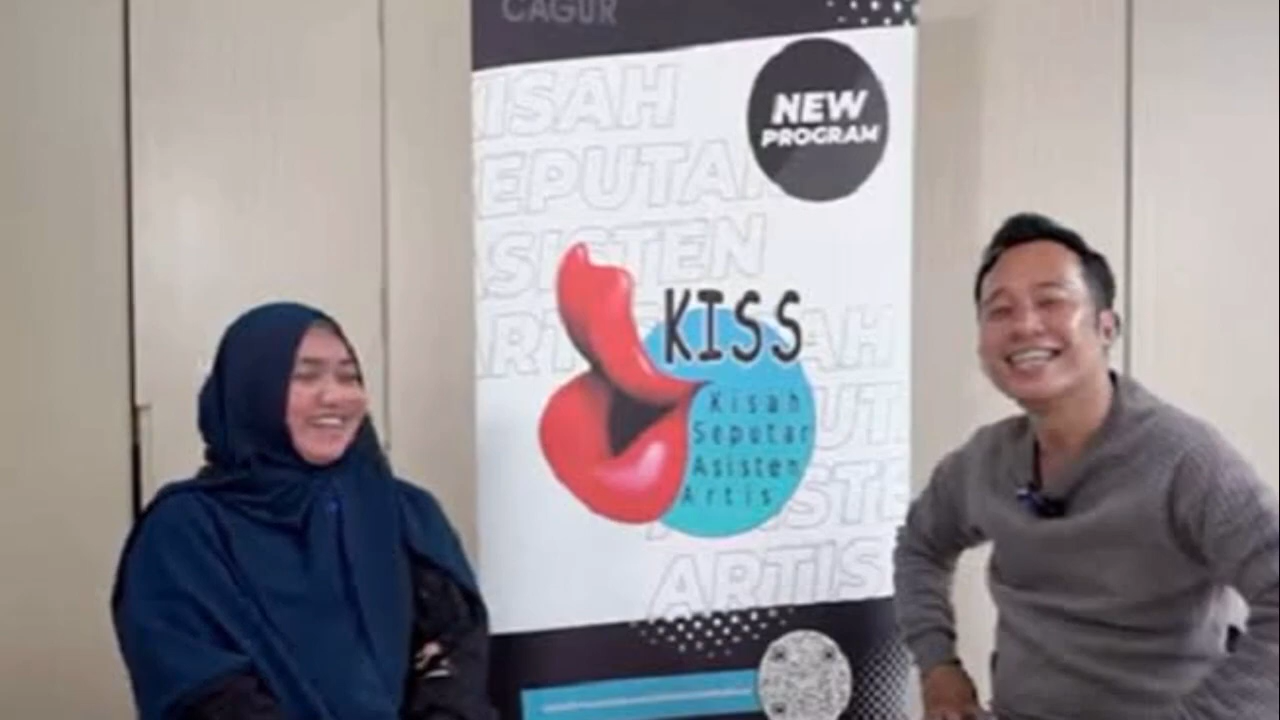 CAGUR
NEW
PROGRAM
KISAH
SEPUTAR
ASISTEN
KISS
Kisah
Seputar
Asisten
Artis
ARTIS